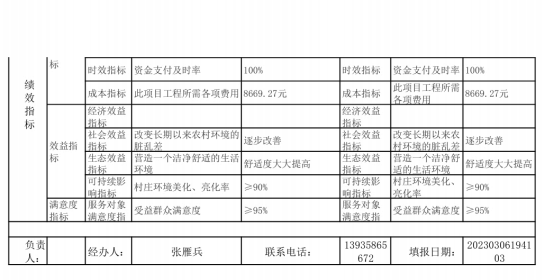 标
时效指标 资金支付及时率 100% 时效指标 资金支付及时率 100%
成本指标 此项目工程所需各项费用 8669.27元 成本指标 此项目工程所需
各项费用 8669.27元
绩
效
指
标
经济效益
指标 经济效益
指标
效益指
标
社会效益
指标 改变长期以来农村环境的
脏乱差 逐步改善 社会效益
指标 改变长期以来农
村环境的脏乱差 逐步改善
生态效益
指标 营造一个洁净舒适的生活
环境 舒适度大大提高 生态效益
指标 营造一个洁净舒
适的生活环境 舒适度大大提高
可持续影
响指标 村庄环境美化、亮化率 ≥90% 可持续影
响指标 村庄环境美化、
亮化率 ≥90%
满意度
指标 服务对象
满意度指 受益群众满意度 ≥95% 服务对象
满意度指 受益群众满意度 ≥95%
负责
人: 经办人: 张雁兵 联系电话: 13935865
672 填报日期: 202303061941
03